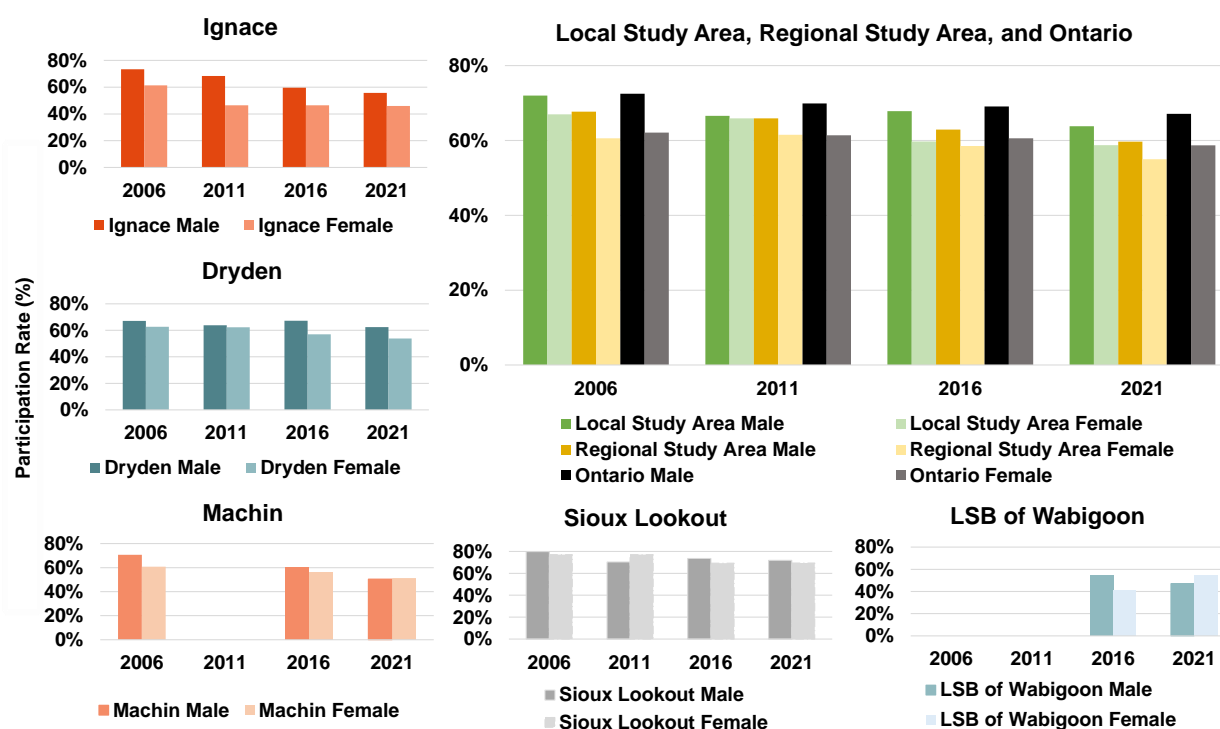 Participation Rate (%)
Ignace
80%
60%
40%
20%
0%
2006 2011 2016 2021
Ignace Male Ignace Female
Dryden
80%
60%
40%
20%
0%
2006 2011 2016 2021
Dryden Male Dryden Female
Machin
80%
60%
40%
20%
0%
2006 2011 2016 2021
Machin Male Machin Female
Local Study Area, Regional Study Area, and Ontario
80%
60%
40%
20%
0%
2006 2011 2016 2021
Local Study Area Male Local Study Area Female
Regional Study Area Male Regional Study Area Female
Ontario Male Ontario Female
Sioux Lookout
80%
60%
40%
20%
0%
2006 2011 2016 2021
Sioux Lookout Male
Sioux Lookout Female
LSB of Wabigoon
80%
60%
40%
20%
0%
2006 2011 2016 2021
LSB of Wabigoon Male
LSB of Wabigoon Female